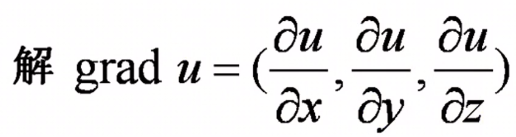 解 grad u = (∂u/∂x, ∂u/∂y, ∂u/∂z)